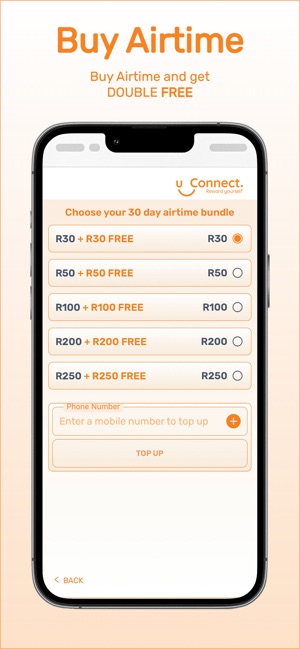 Buy Airtime
Buy Airtime and get
DOUBLE FREE
u Connect.
Reward yourself
Choose your 30 day airtime bundle
R30 + R30 FREE R30
R50 + R50 FREE R50
R100 + R100 FREE R100
R200 + R200 FREE R200
R250 + R250 FREE R250
Phone Number
Enter a mobile number to top up +
TOP UP
< BACK